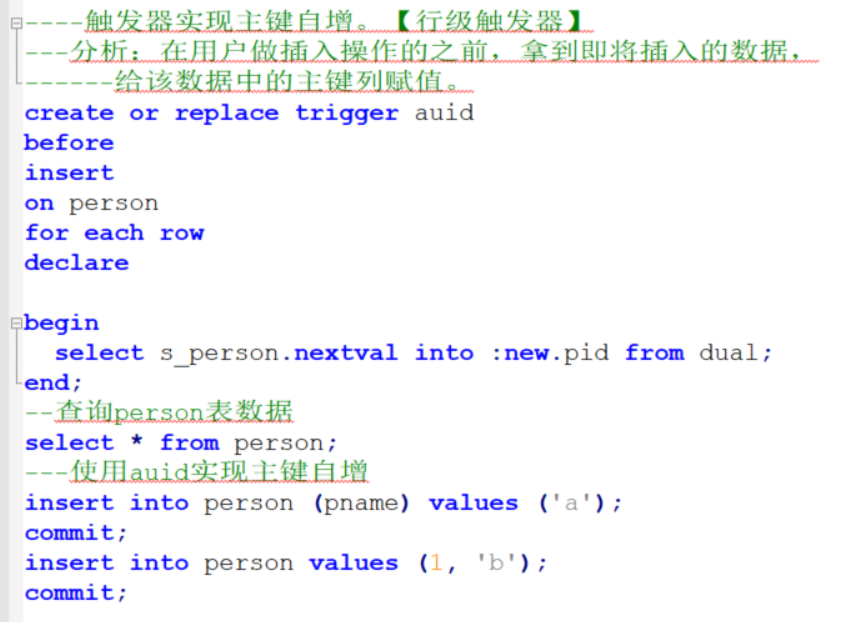 ----触发器实现主键自增。【行级触发器】
---分析：在用户做插入操作的之前，拿到即将插入的数据，
------给该数据中的主键列赋值。
create or replace trigger auid
before
insert
on person
for each row
declare
begin
  select s_person.nextval into :new.pid from dual;
end;
--查询person表数据
select * from person;
---使用auid实现主键自增
insert into person (pname) values ('a');
commit;
insert into person values (1, 'b');
commit;